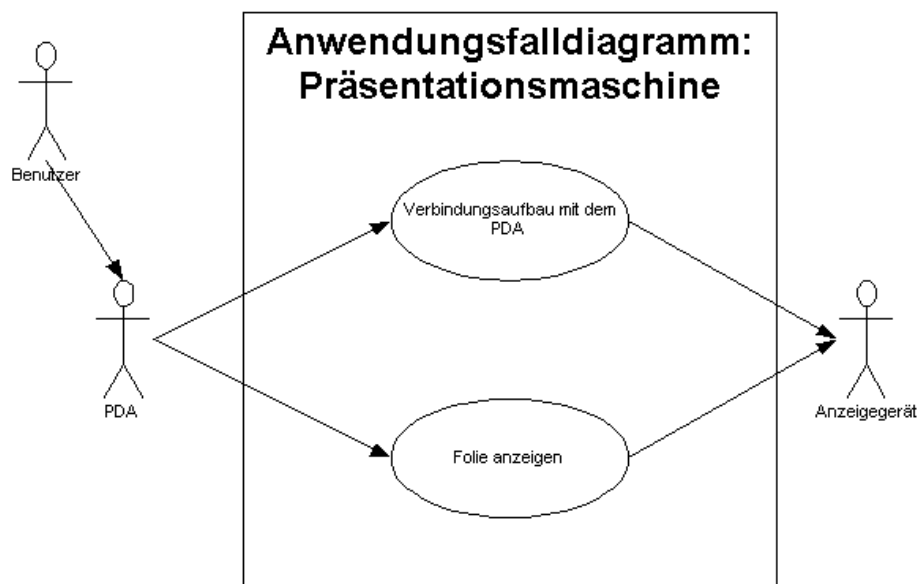 Anwendungsfalldiagramm:
Präsentationsmaschine
Benutzer
Verbindungsaufbau mit dem
PDA
PDA
Anzeigegerät
Folie anzeigen